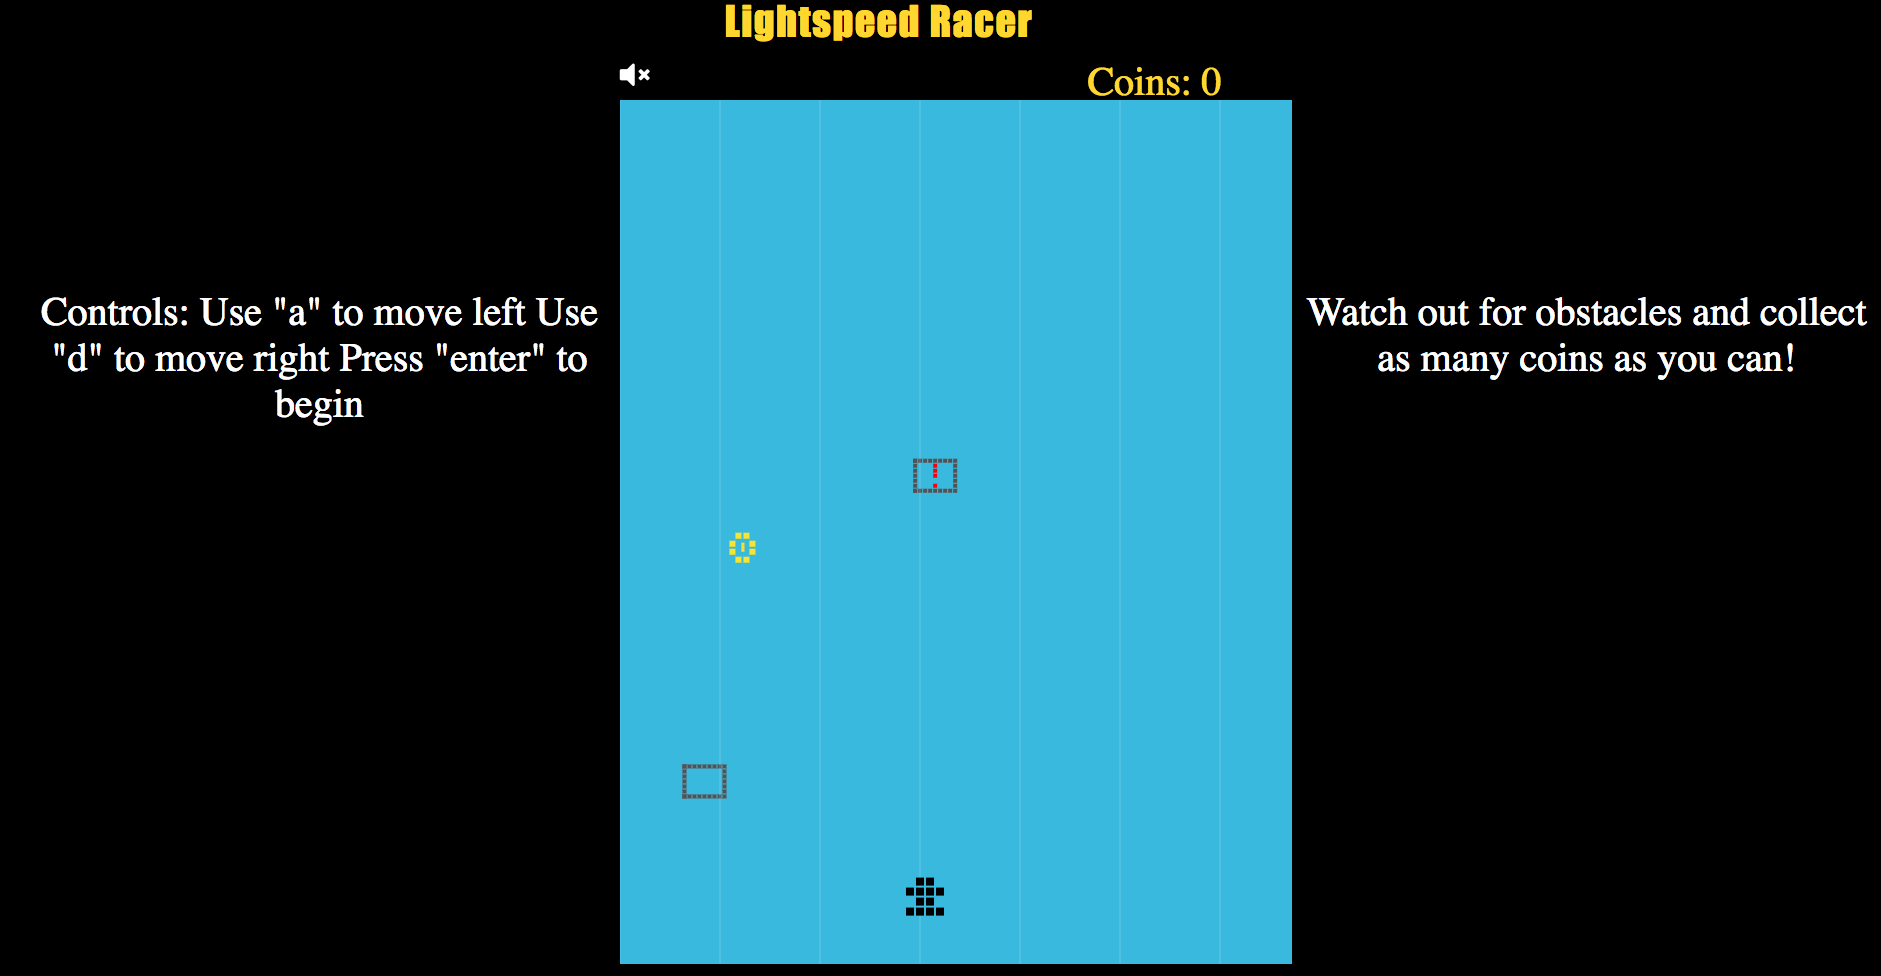 Lightspeed Racer
Coins: 0
Controls: Use "a" to move left Use
"d" to move right Press "enter" to
begin
Watch out for obstacles and collect
as many coins as you can!
!